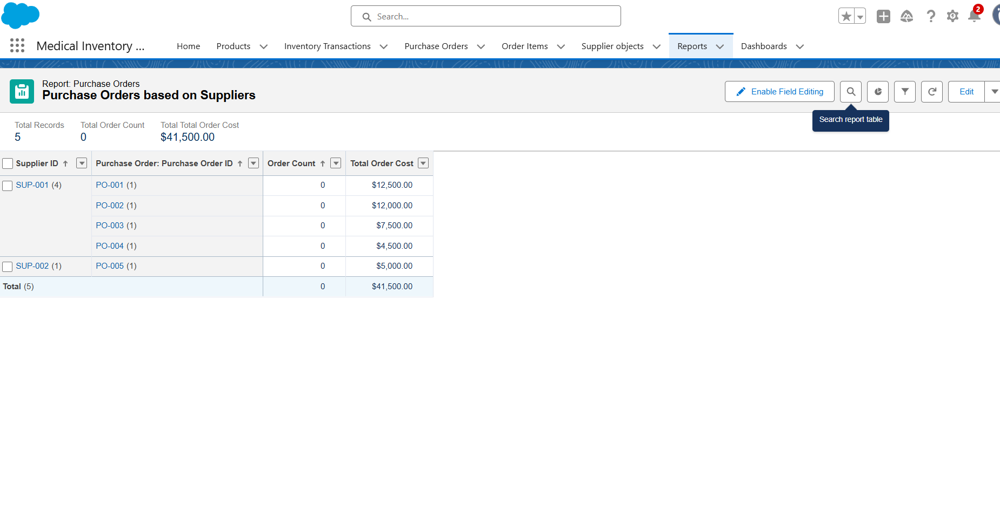 Search...
2
Medical Inventory ...
Home
Products
Inventory Transactions
Purchase Orders
Order Items
Supplier objects
Reports
Dashboards
Report: Purchase Orders
Purchase Orders based on Suppliers
Enable Field Editing
Edit
Search report table
Total Records
5
Total Order Count
0
Total Total Order Cost
$41,500.00
Supplier ID ↑ Purchase Order: Purchase Order ID ↑ Order Count ↑ Total Order Cost
SUP-001 (4) PO-001 (1) 0 $12,500.00
PO-002 (1) 0 $12,000.00
PO-003 (1) 0 $7,500.00
PO-004 (1) 0 $4,500.00
SUP-002 (1) PO-005 (1) 0 $5,000.00
Total (5) 0 $41,500.00